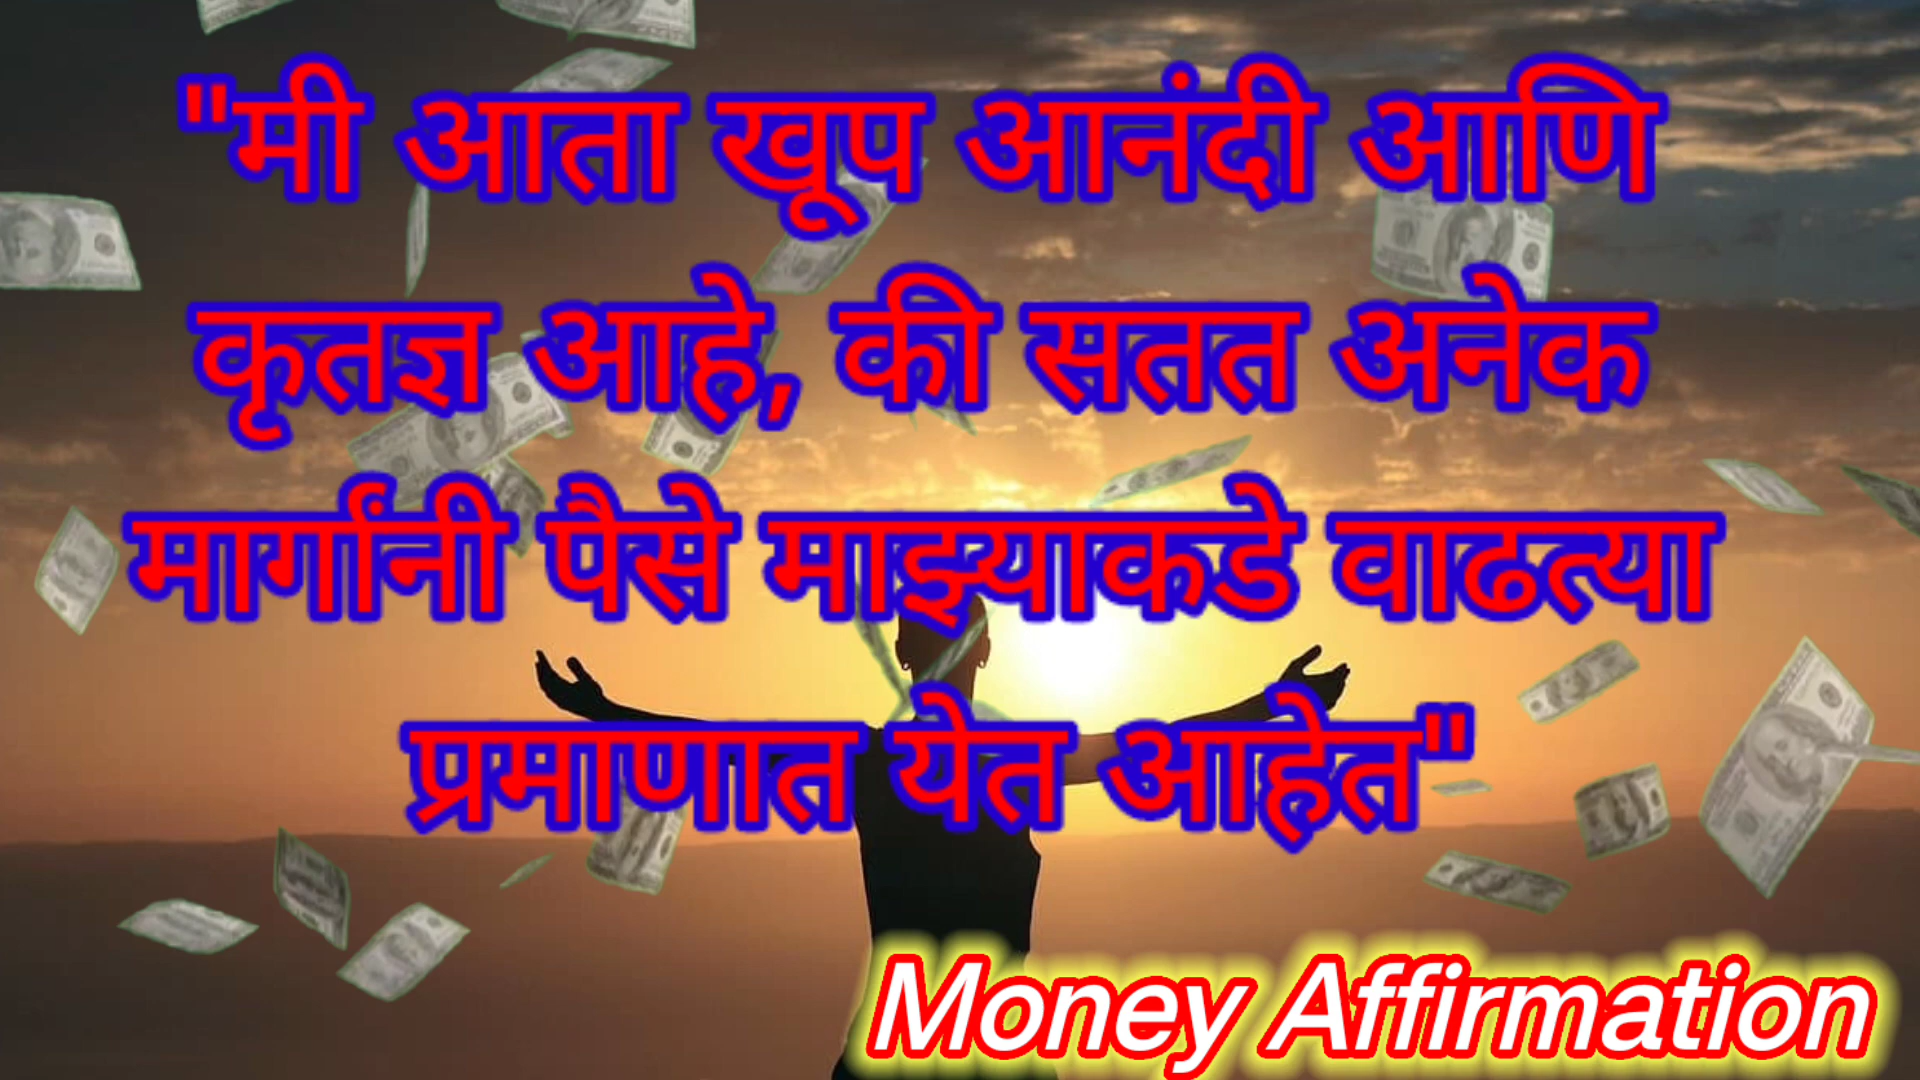 "मी आता खूप आनंदी आणि
कृतज्ञ आहे, की सतत अनेक
मार्गांनी पैसे माझ्याकडे वाढत्या
प्रमाणात येत आहेत"
Money Affirmation